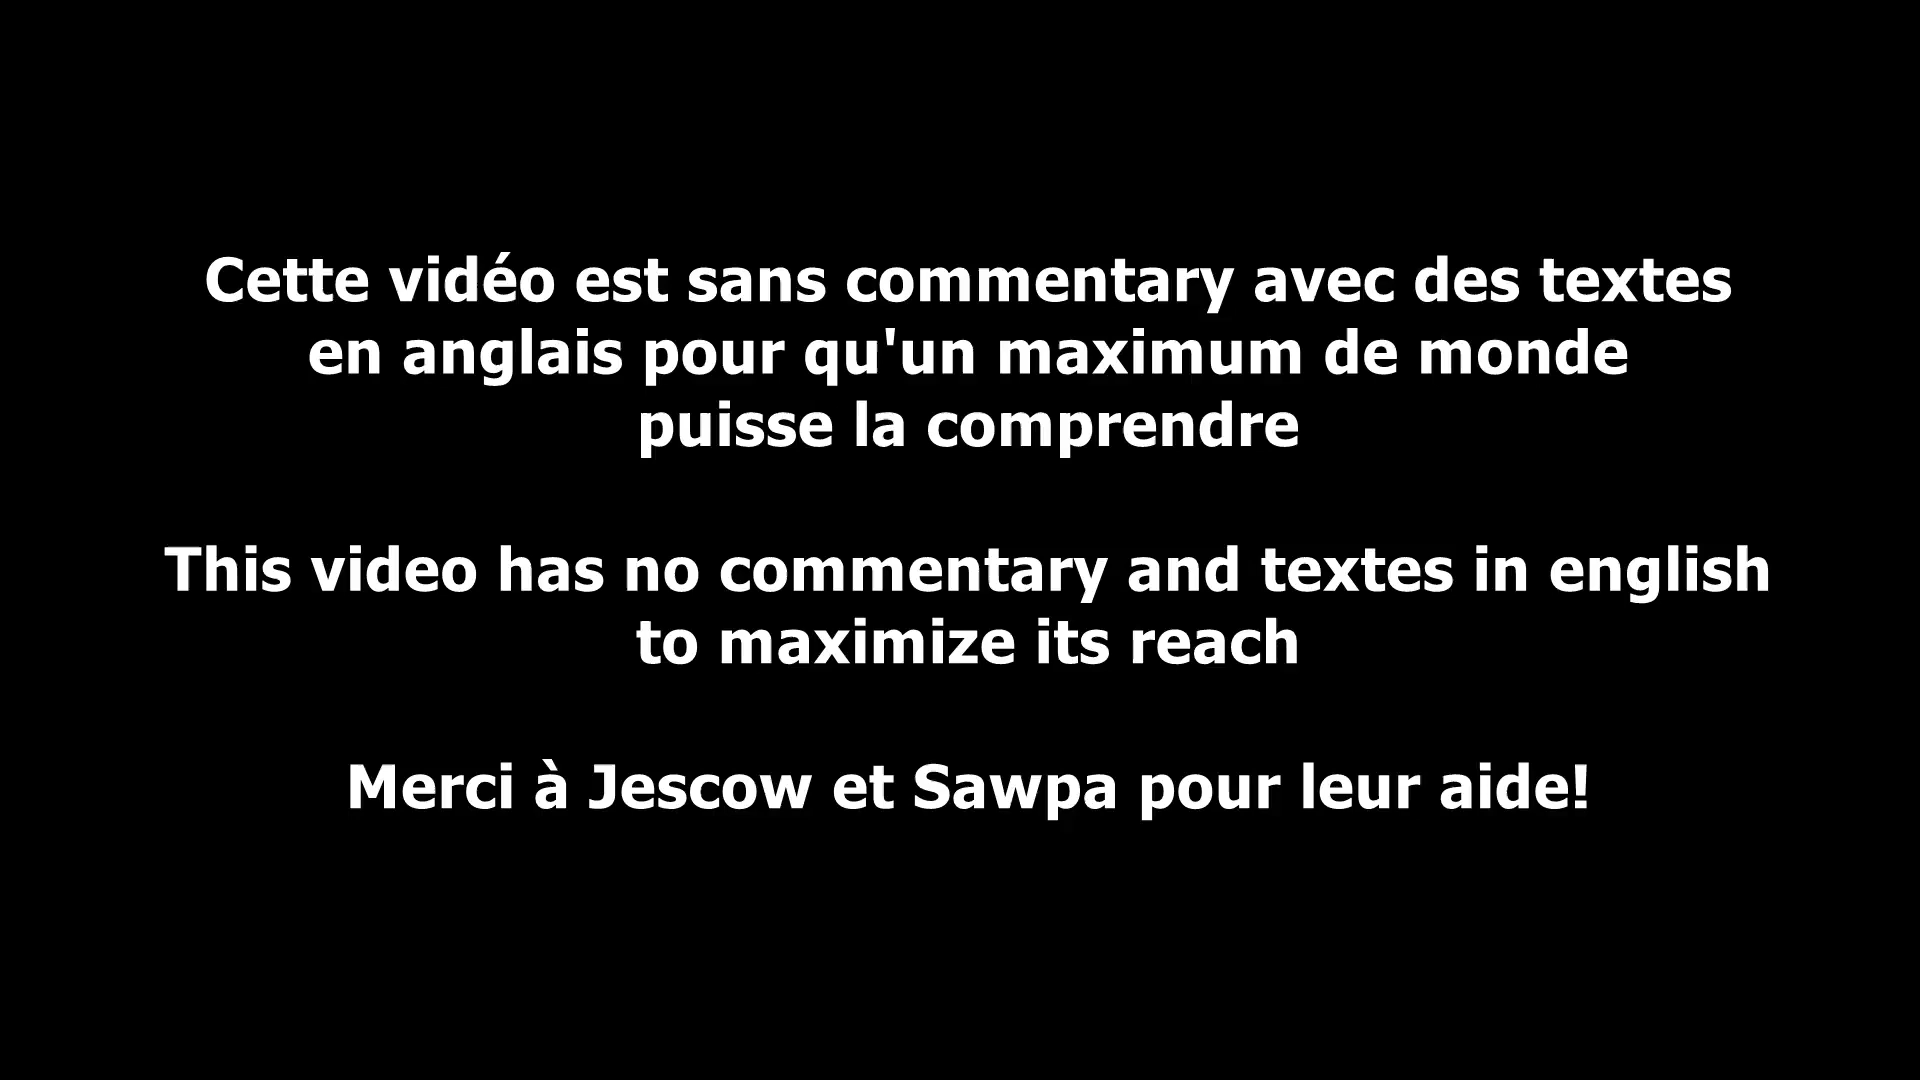 Cette vidéo est sans commentary avec des textes
en anglais pour qu'un maximum de monde
puisse la comprendre
This video has no commentary and textes in english
to maximize its reach
Merci à Jescow et Sawpa pour leur aide!